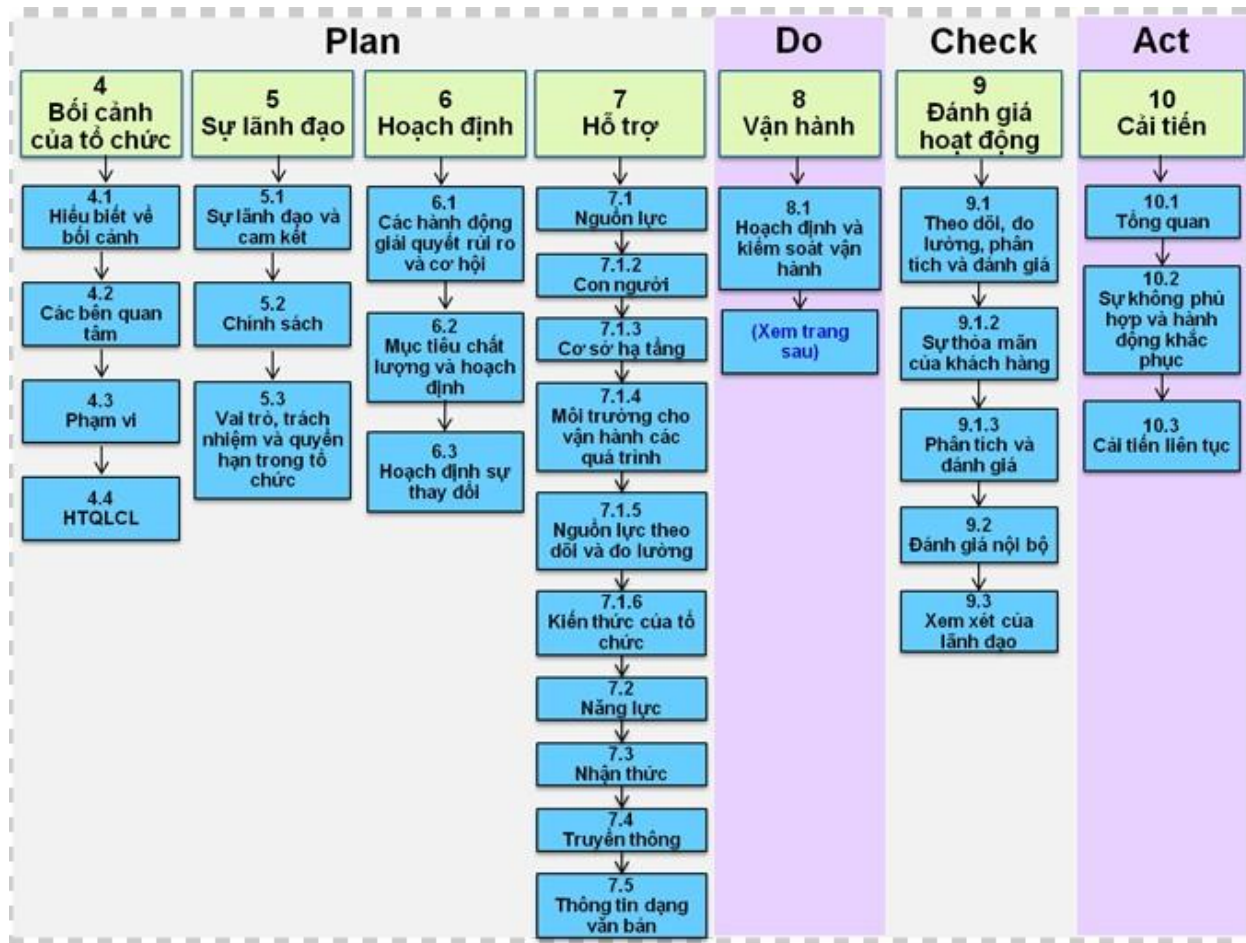 Plan
Do
Check
Act
4
Bối cảnh
của tổ chức
5
Sự lãnh đạo
6
Hoạch định
7
Hỗ trợ
8
Vận hành
9
Đánh giá
hoạt động
10
Cải tiến
4.1
Hiểu biết về
bối cảnh
4.2
Các bên quan
tâm
4.3
Phạm vi
4.4
HTQLCL
5.1
Sự lãnh đạo và
cam kết
5.2
Chính sách
5.3
Vai trò, trách
nhiệm và quyền
hạn trong tổ
chức
6.1
Các hành động
giải quyết rủi ro
và cơ hội
6.2
Mục tiêu chất
lượng và hoạch
định
6.3
Hoạch định sự
thay đổi
7.1
Nguồn lực
7.1.2
Con người
7.1.3
Cơ sở hạ tầng
7.1.4
Môi trường cho
vận hành các
quá trình
7.1.5
Nguồn lực theo
dõi và đo lường
7.1.6
Kiến thức của tổ
chức
7.2
Năng lực
7.3
Nhận thức
7.4
Truyền thông
7.5
Thông tin dạng
văn bản
8.1
Hoạch định và
kiểm soát vận
hành
(Xem trang
sau)
9.1
Theo dõi, đo
lường, phân
tích và đánh giá
9.1.2
Sự thỏa mãn
của khách hàng
9.1.3
Phân tích và
đánh giá
9.2
Đánh giá nội bộ
9.3
Xem xét của
lãnh đạo
10.1
Tổng quan
10.2
Sự không phù
hợp và hành
động khắc
phục
10.3
Cải tiến liên tục